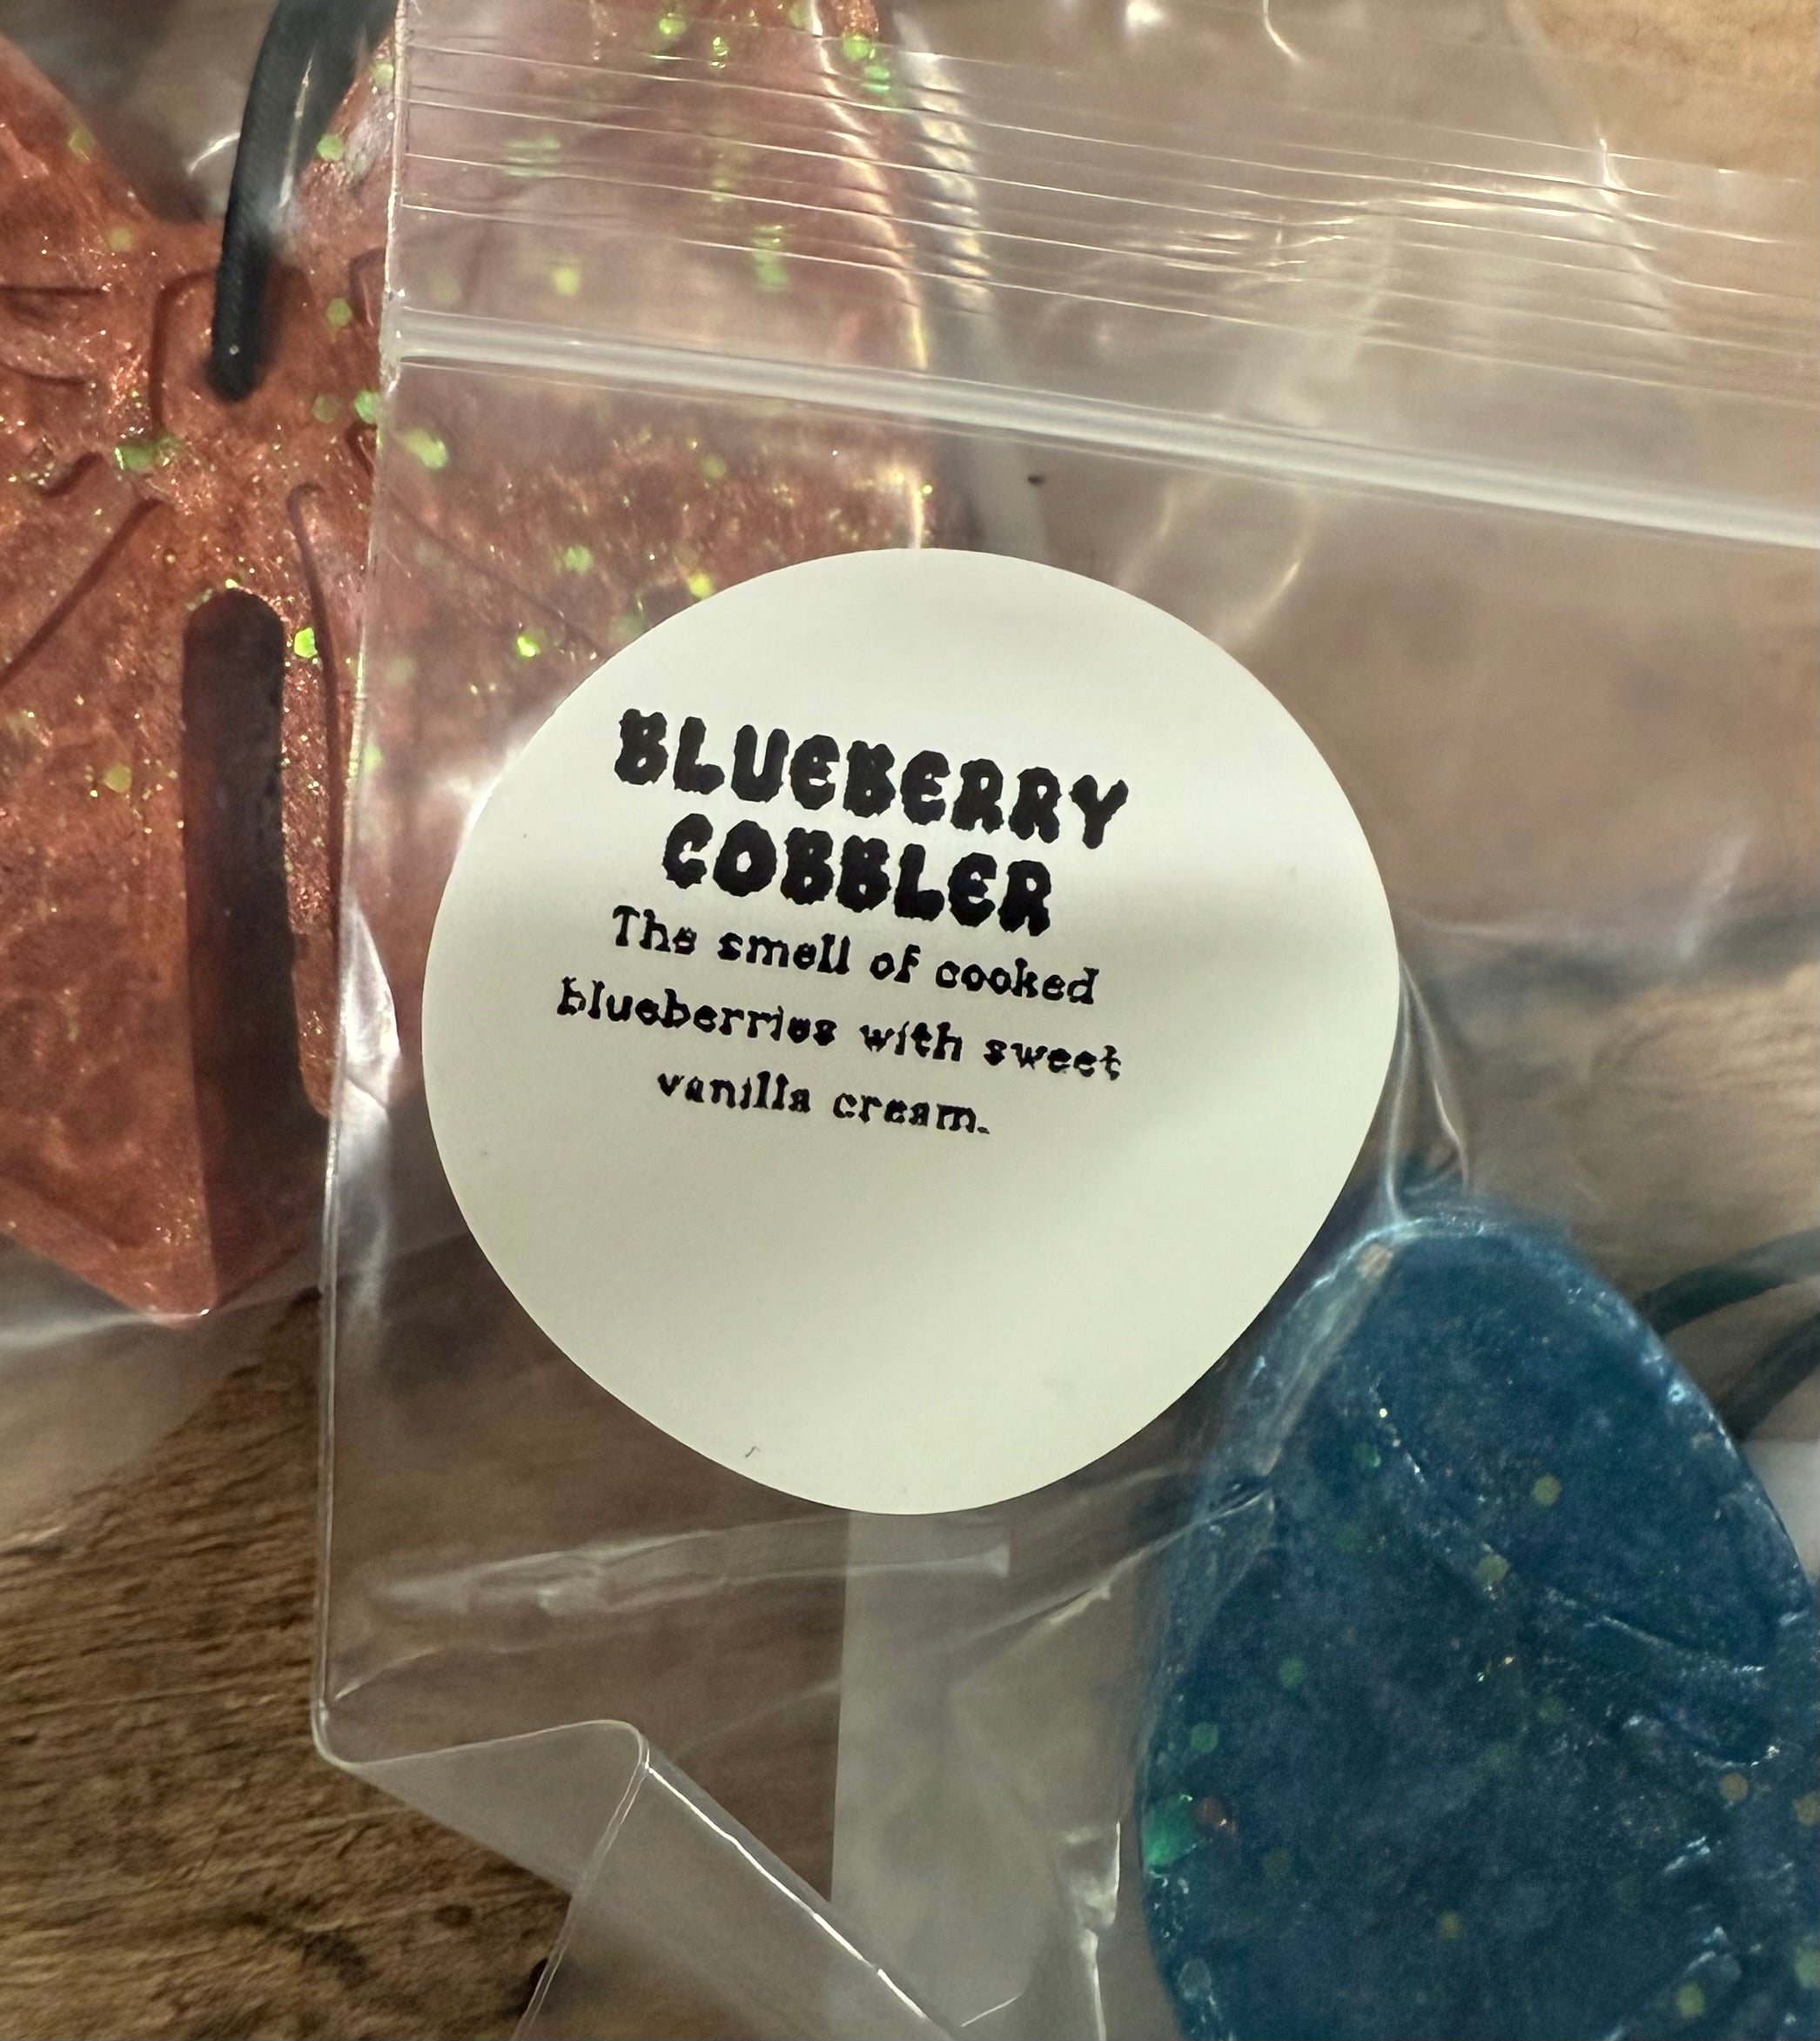 BLUEBERRY
COBBLER
The smell of cooked
blueberries with sweet
vanilla cream.